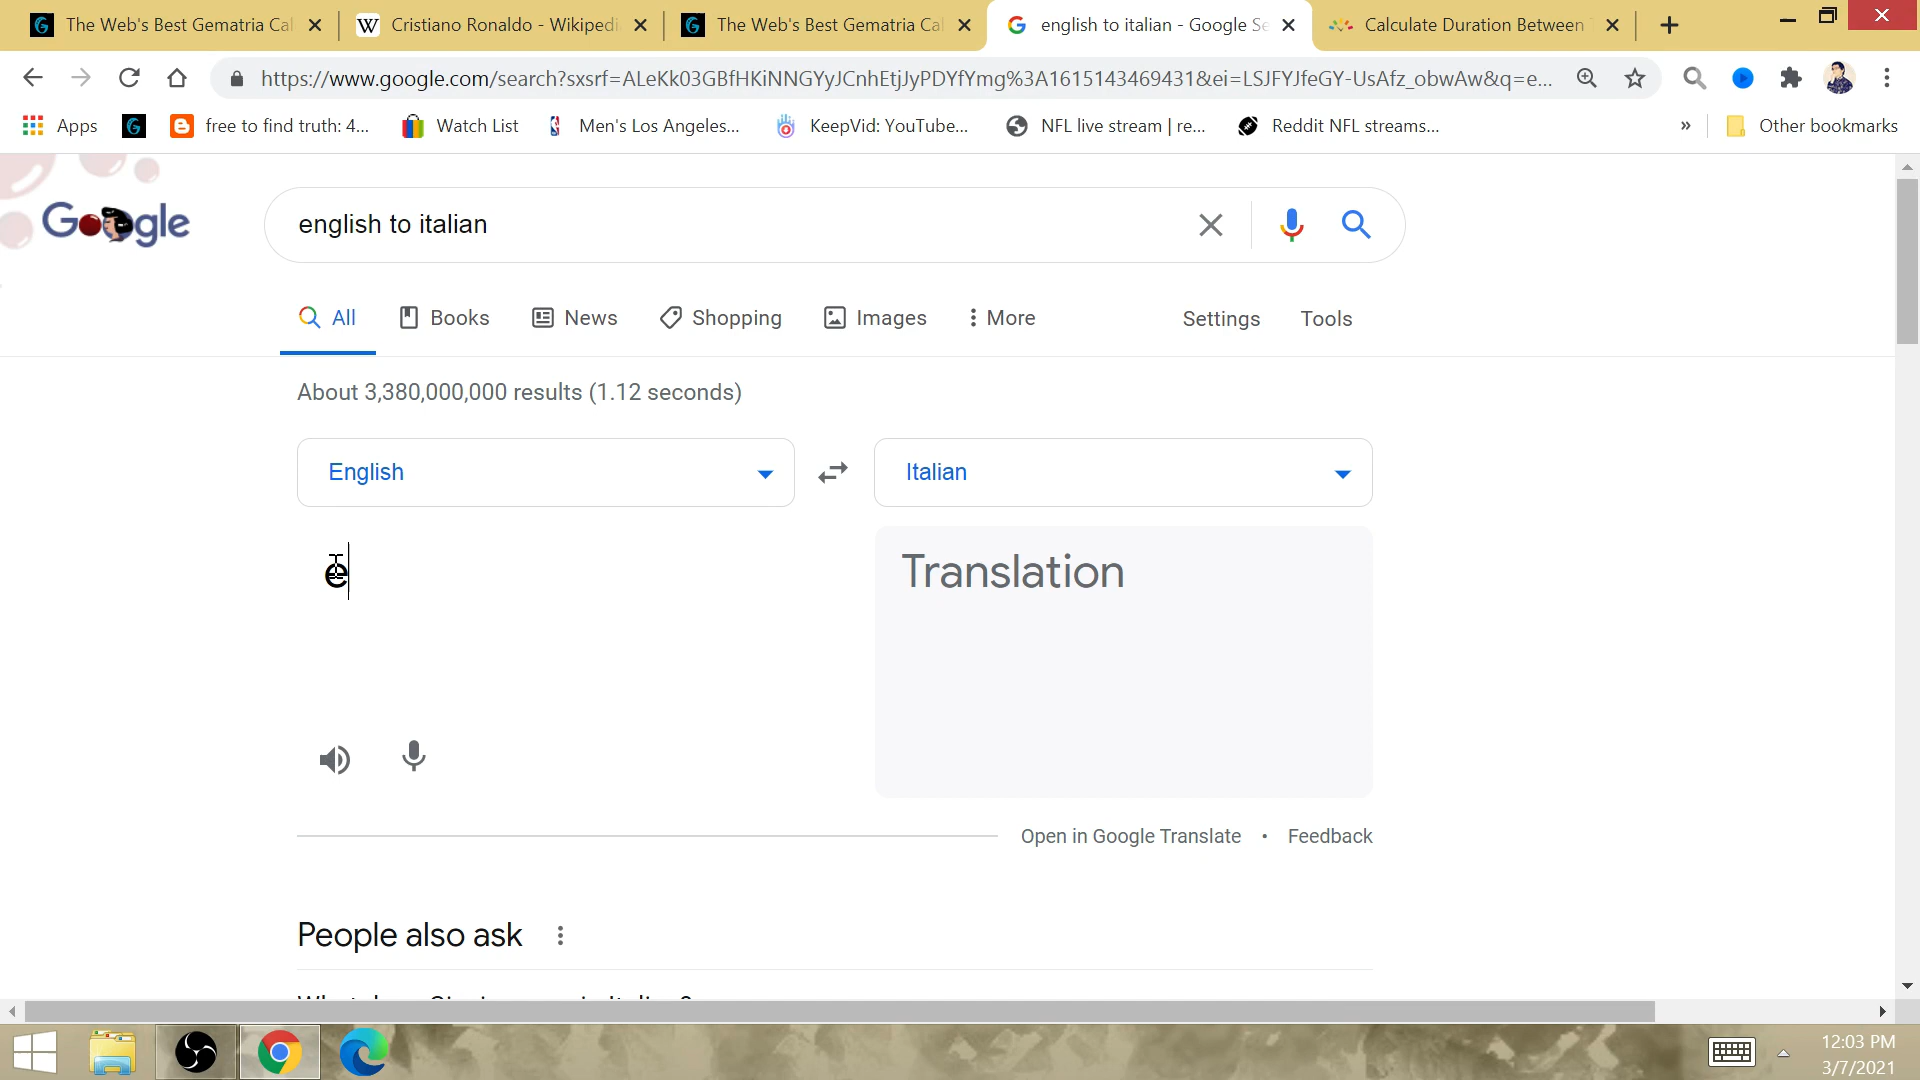 The Web's Best Gematria Cal
Cristiano Ronaldo - Wikipedi
The Web's Best Gematria Cal
english to italian - Google Se
Calculate Duration Between
https://www.google.com/search?sxsrf=ALeKk03GBfHKiNNGYyJCnhEtjJyPDYfYmg%3A1615143469431&ei=LSJFYJfeGY-UsAfz_obwAw&q=e...
Apps
free to find truth: 4...
Watch List
Men's Los Angeles...
KeepVid: YouTube...
NFL live stream | re...
Reddit NFL streams...
»
Other bookmarks
Google
english to italian
All
Books
News
Shopping
Images
More
Settings
Tools
About 3,380,000,000 results (1.12 seconds)
English
Italian
e
Translation
Open in Google Translate • Feedback
People also ask
12:03 PM
3/7/2021